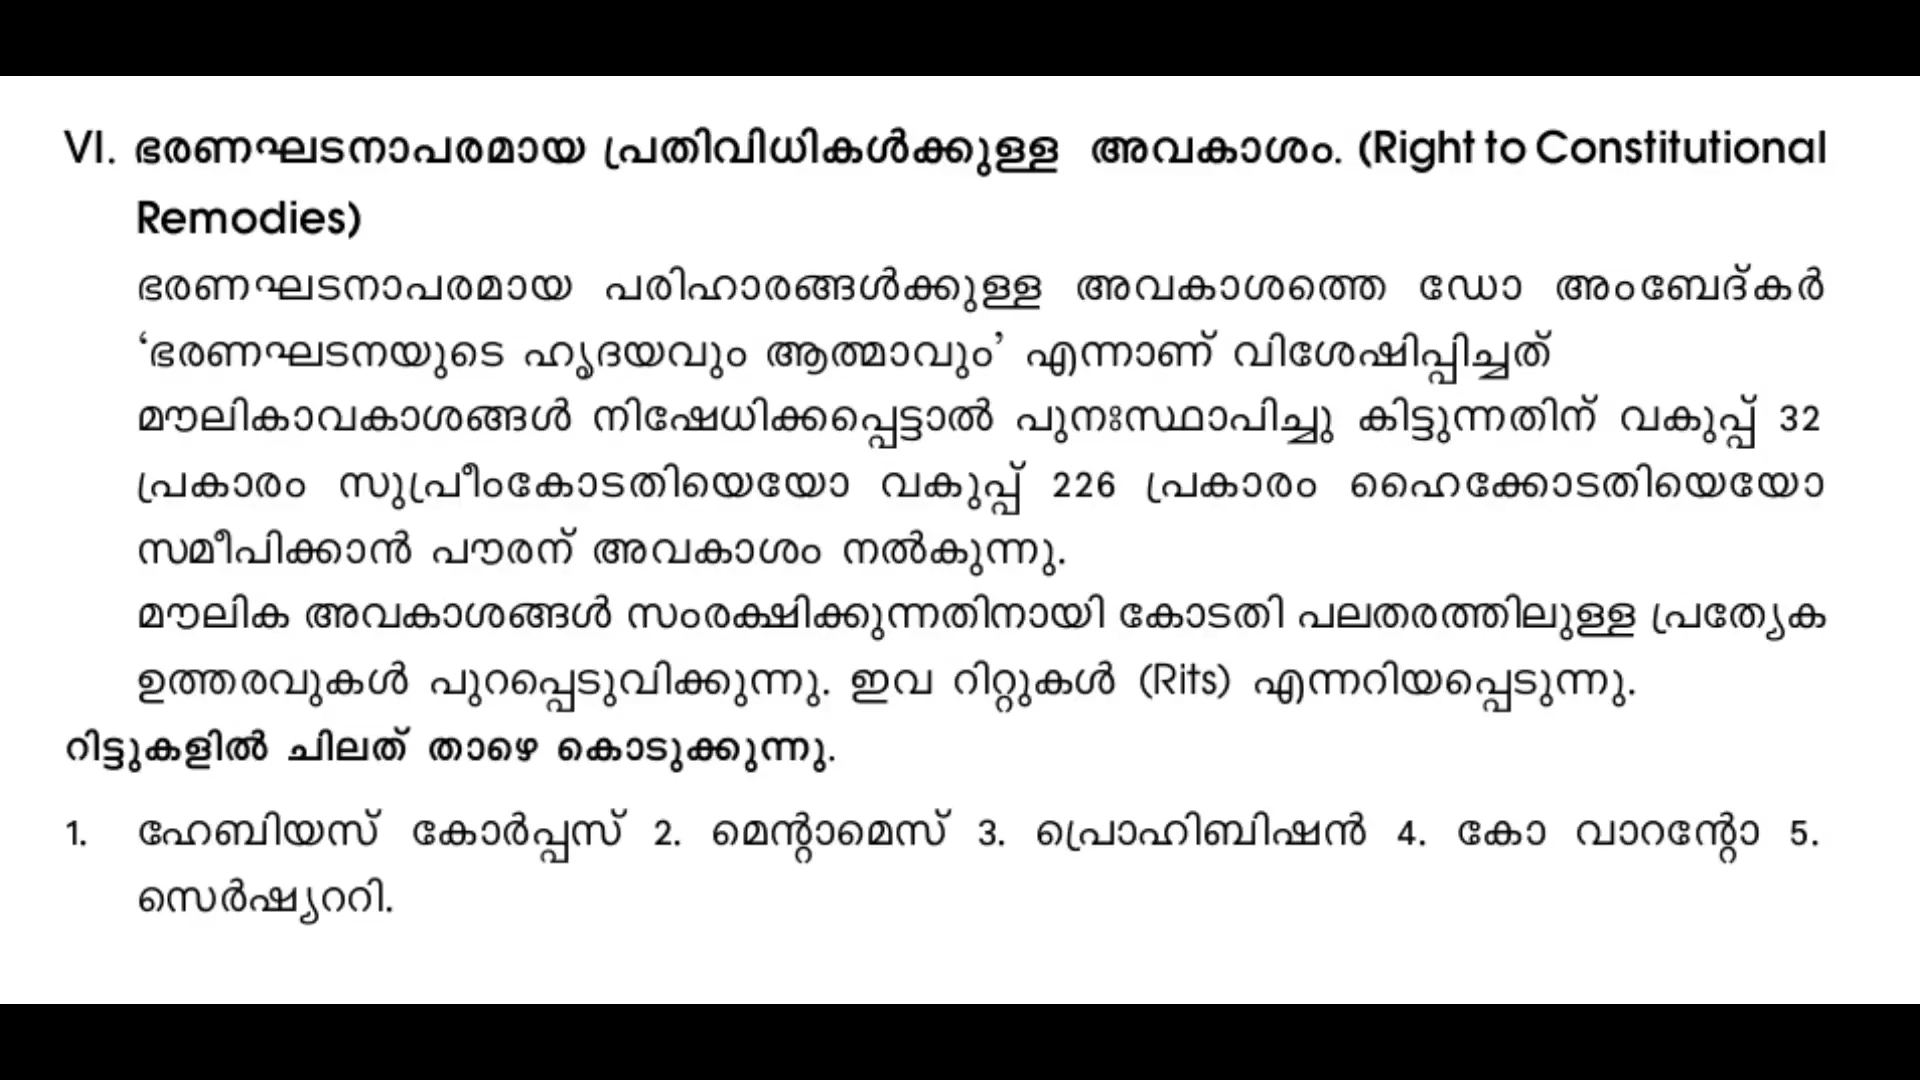 VI. ഭരണഘടനാപരമായ പ്രതിവിധികൾക്കുള്ള അവകാശം. (Right to Constitutional
Remodies)
ഭരണഘടനാപരമായ പരിഹാരങ്ങൾക്കുള്ള അവകാശത്തെ ഡോ അംബേദ്കർ
‘ഭരണഘടനയുടെ ഹൃദയവും ആത്മാവും’ എന്നാണ് വിശേഷിപ്പിച്ചത്
മൗലികാവകാശങ്ങൾ നിഷേധിക്കപ്പെട്ടാൽ പുനഃസ്ഥാപിച്ചു കിട്ടുന്നതിന് വകുപ്പ് 32
പ്രകാരം സുപ്രീംകോടതിയെയോ വകുപ്പ് 226 പ്രകാരം ഹൈക്കോടതിയെയോ
സമീപിക്കാൻ പൗരന് അവകാശം നൽകുന്നു.
മൗലിക അവകാശങ്ങൾ സംരക്ഷിക്കുന്നതിനായി കോടതി പലതരത്തിലുള്ള പ്രത്യേക
ഉത്തരവുകൾ പുറപ്പെടുവിക്കുന്നു. ഇവ റിറ്റുകൾ (Rits) എന്നറിയപ്പെടുന്നു.
റിട്ടുകളിൽ ചിലത് താഴെ കൊടുക്കുന്നു.
1. ഹേബിയസ് കോർപ്പസ് 2. മെന്റാമെസ് 3. പ്രൊഹിബിഷൻ 4. കോ വാറന്റോ 5.
സെർഷ്യററി.